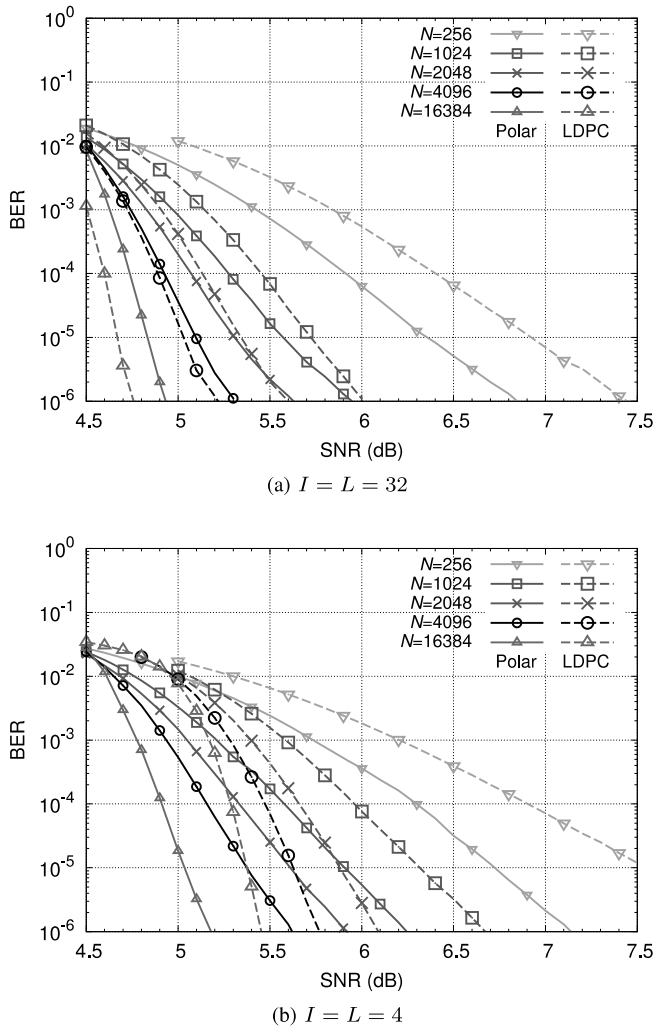 10^0
10^-1
10^-2
10^-3
10^-4
10^-5
10^-6
BER
N=256
N=1024
N=2048
N=4096
N=16384
Polar LDPC
4.5 5 5.5 6 6.5 7 7.5
SNR (dB)
(a) I = L = 32
10^0
10^-1
10^-2
10^-3
10^-4
10^-5
10^-6
BER
N=256
N=1024
N=2048
N=4096
N=16384
Polar LDPC
4.5 5 5.5 6 6.5 7 7.5
SNR (dB)
(b) I = L = 4